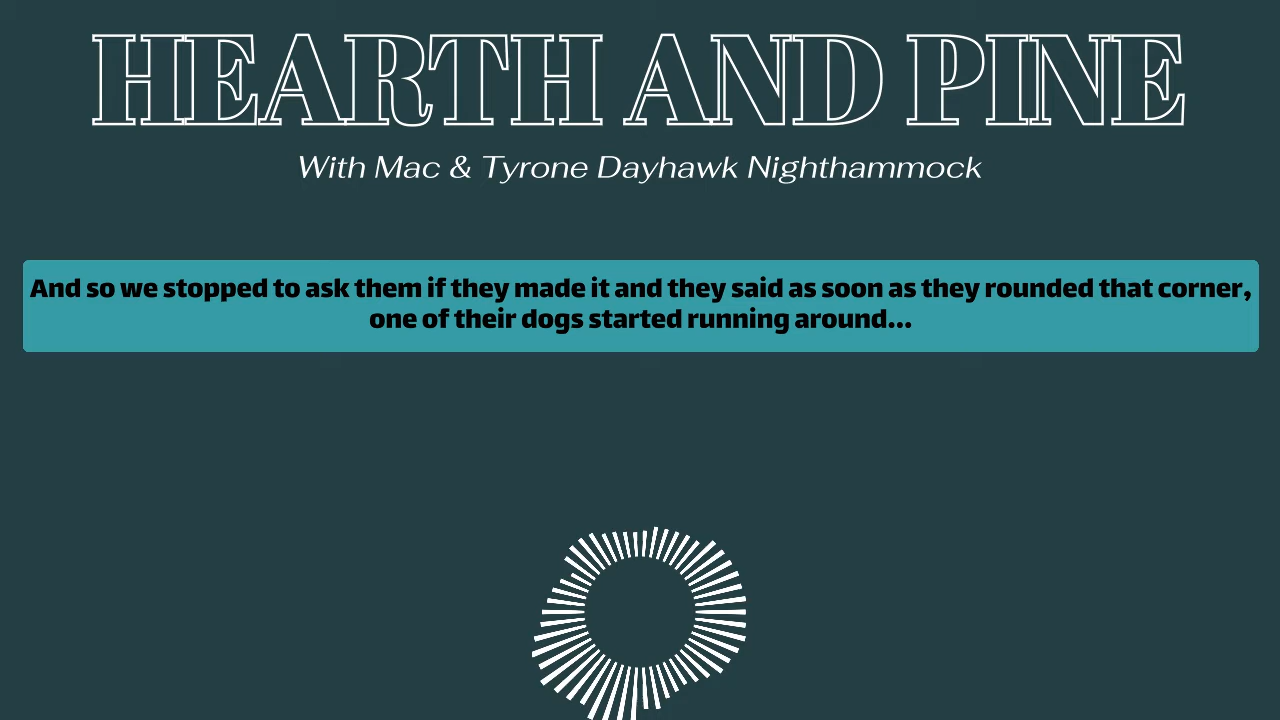 HEARTH AND PINE
With Mac & Tyrone Dayhawk Nighthammock
And so we stopped to ask them if they made it and they said as soon as they rounded that corner,
one of their dogs started running around...